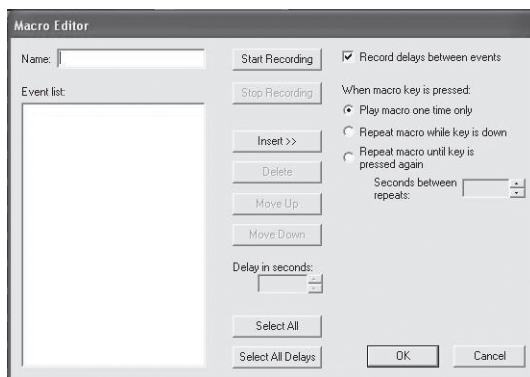 Macro Editor
Name:
Event list:
Start Recording
Stop Recording
Insert >>
Delete
Move Up
Move Down
Delay in seconds:
Select All
Select All Delays
Record delays between events
When macro key is pressed:
Play macro one time only
Repeat macro while key is down
Repeat macro until key is
pressed again
Seconds between
repeats:
OK
Cancel